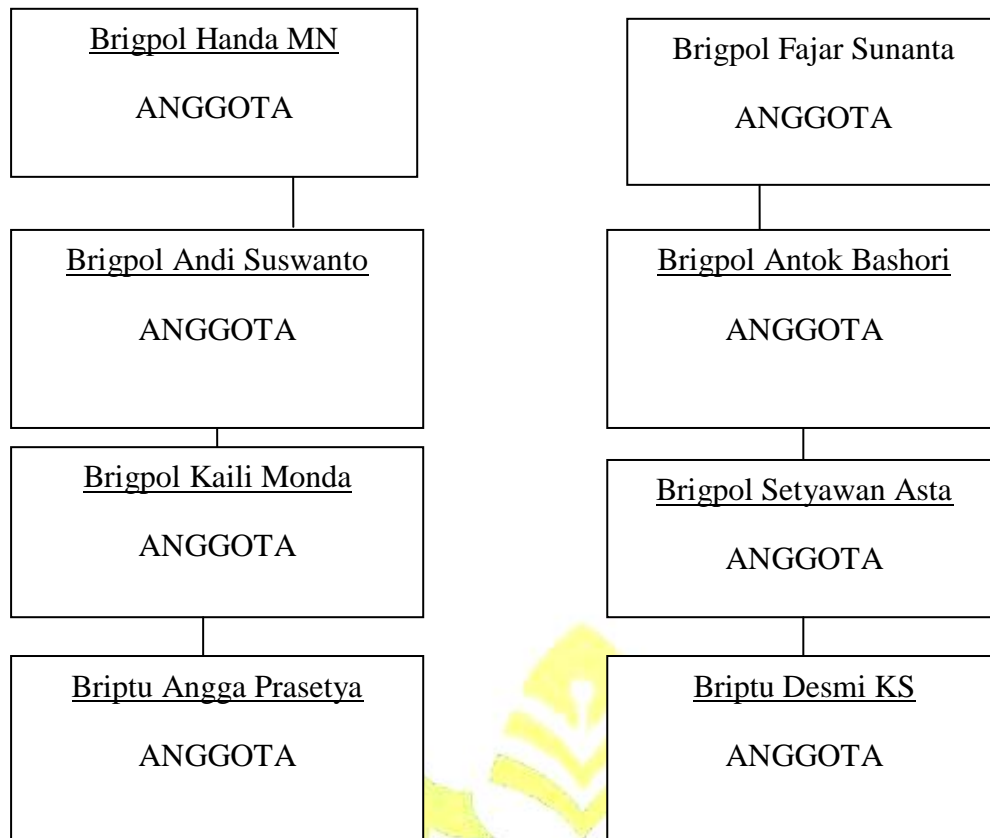 Brigpol Handa MN
ANGGOTA
Brigpol Fajar Sunanta
ANGGOTA
Brigpol Andi Suswanto
ANGGOTA
Brigpol Antok Bashori
ANGGOTA
Brigpol Kaili Monda
ANGGOTA
Brigpol Setyawan Asta
ANGGOTA
Briptu Angga Prasetya
ANGGOTA
Briptu Desmi KS
ANGGOTA